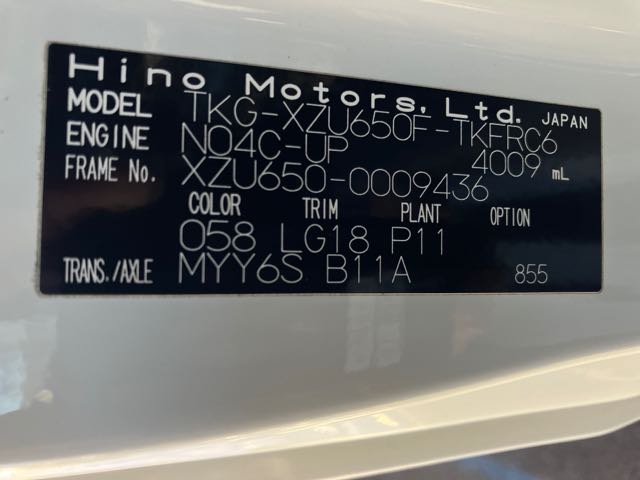 Hino Motors, Ltd. JAPAN
MODEL TKG-XZU650F-TKFRC6
ENGINE N04C-UP 4009 mL
FRAME No. XZU650-0009436
COLOR TRIM PLANT OPTION
058 LG18 P11
TRANS./AXLE MYY6S B11A 855